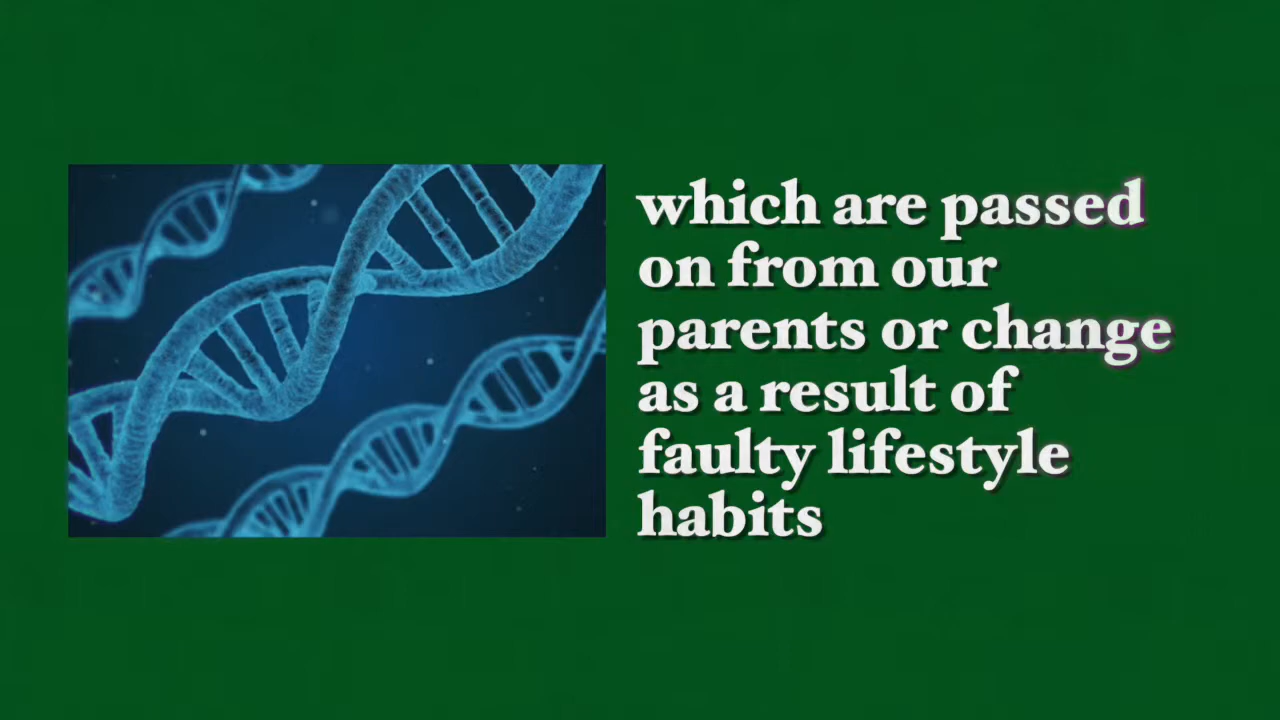 which are passed
on from our
parents or change
as a result of
faulty lifestyle
habits